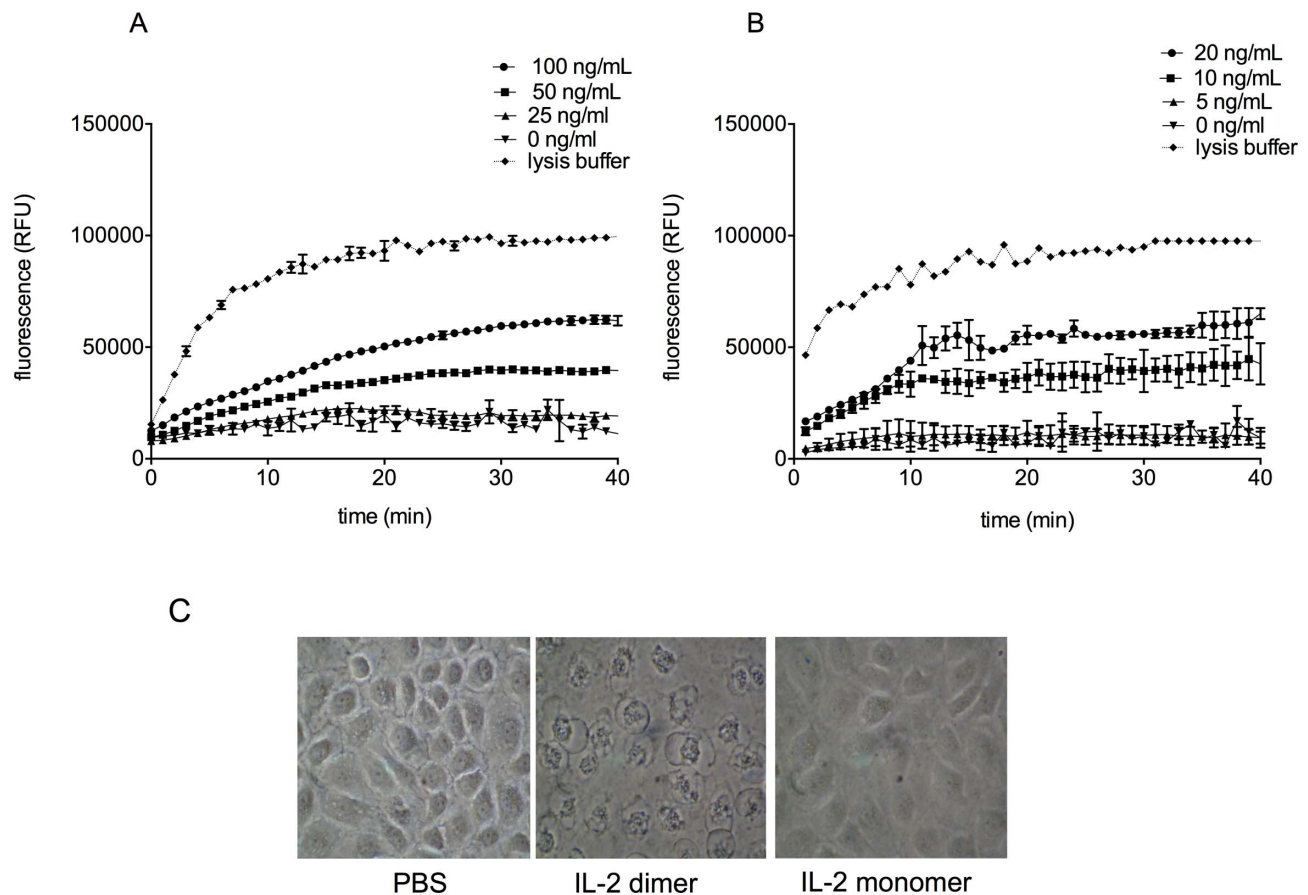 A
100 ng/mL
50 ng/mL
25 ng/ml
0 ng/ml
lysis buffer
150000
100000
50000
0
fluorescence (RFU)
0 10 20 30 40
time (min)
B
20 ng/mL
10 ng/mL
5 ng/mL
0 ng/ml
lysis buffer
150000
100000
50000
0
fluorescence (RFU)
0 10 20 30 40
time (min)
C
PBS IL-2 dimer IL-2 monomer